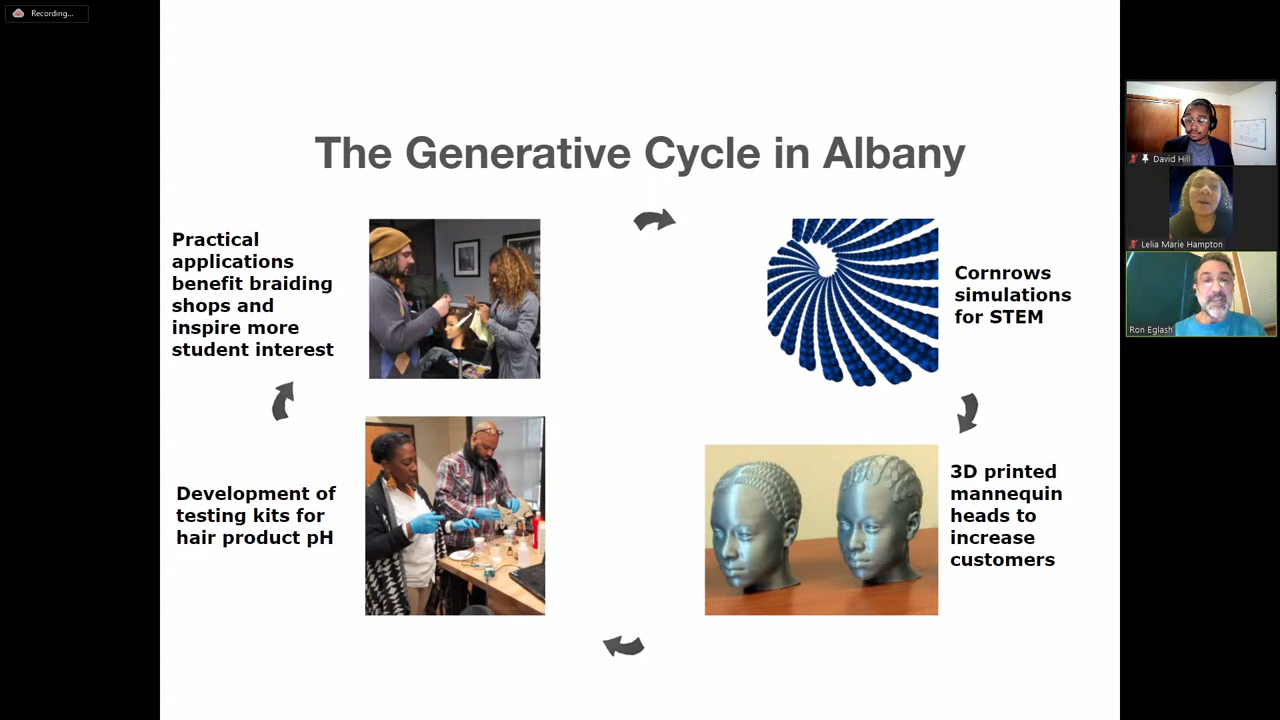 Recording...
The Generative Cycle in Albany
Practical
applications
benefit braiding
shops and
inspire more
student interest
Cornrows
simulations
for STEM
3D printed
mannequin
heads to
increase
customers
Development of
testing kits for
hair product pH
David Hill
Lelia Marie Hampton
Ron Eglash